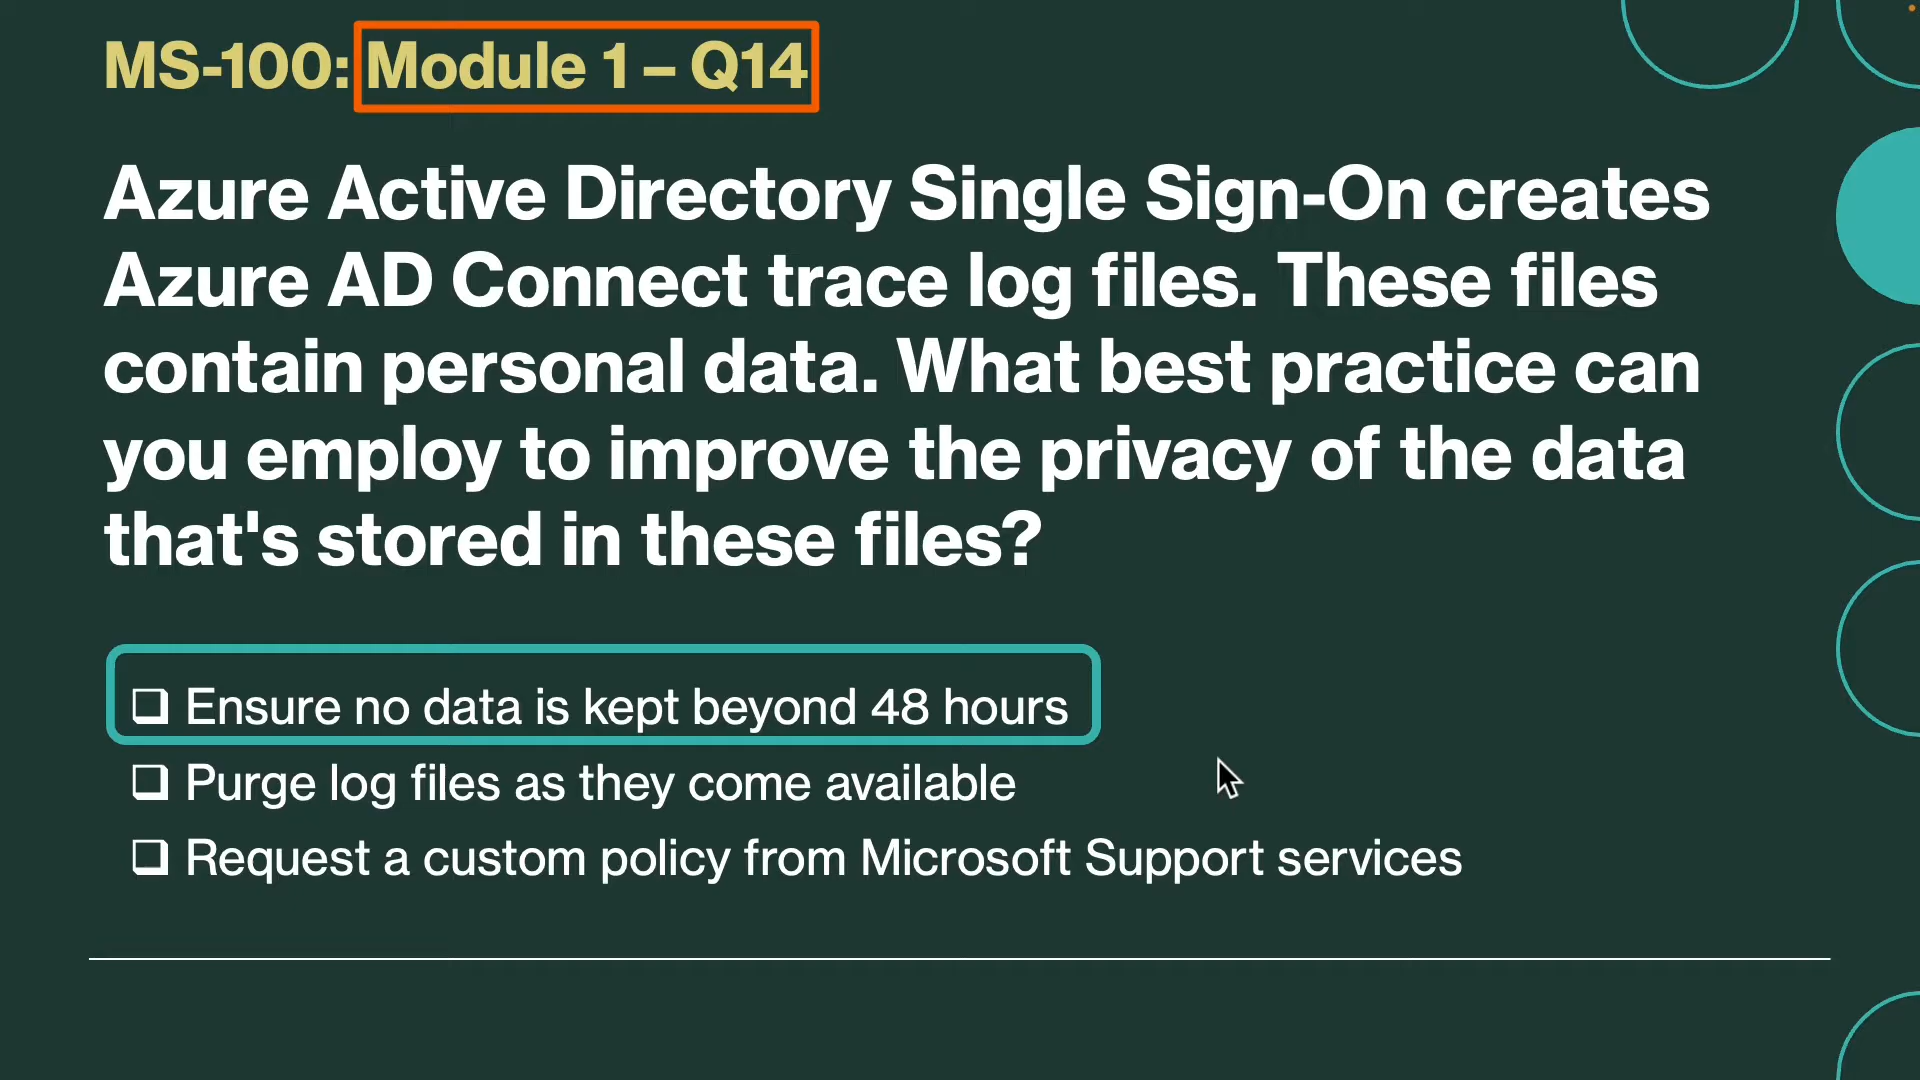 MS-100: Module 1 – Q14
Azure Active Directory Single Sign-On creates
Azure AD Connect trace log files. These files
contain personal data. What best practice can
you employ to improve the privacy of the data
that's stored in these files?
❑ Ensure no data is kept beyond 48 hours
❑ Purge log files as they come available
❑ Request a custom policy from Microsoft Support services